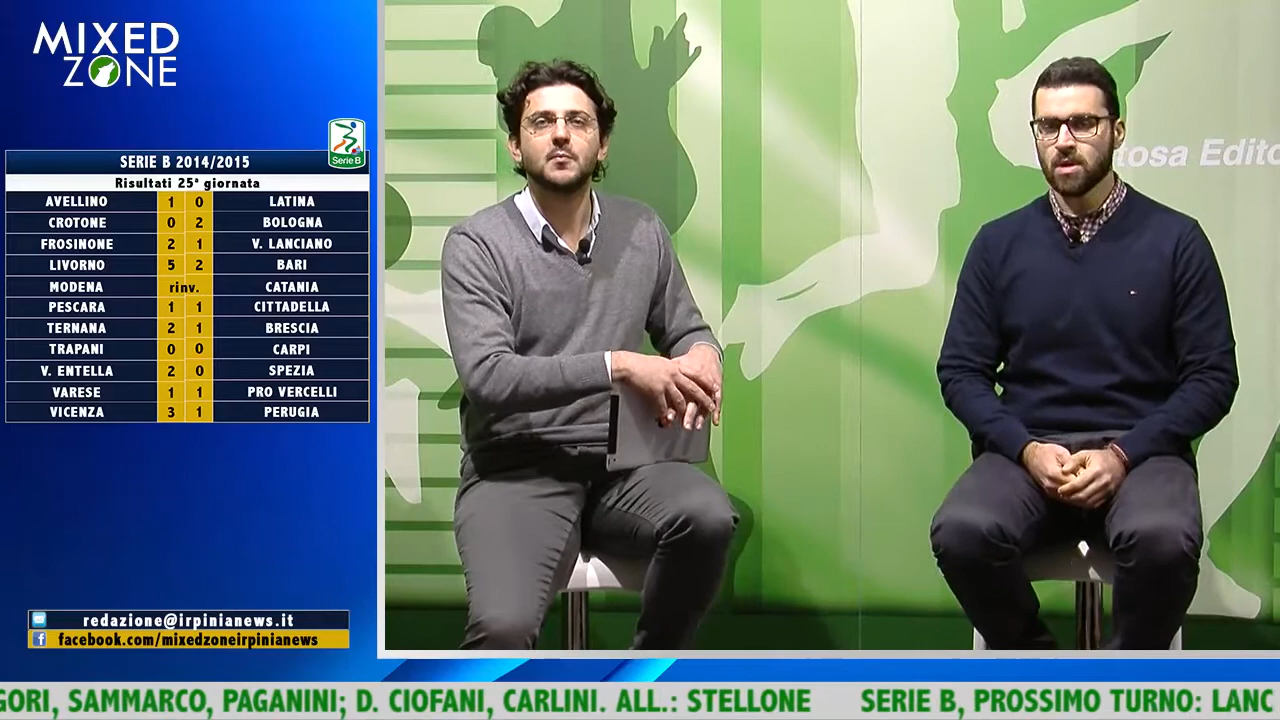 MIXED
ZONE
SERIE B 2014/2015
Serie B
Risultati 25ª giornata
AVELLINO 1 0 LATINA
CROTONE 0 2 BOLOGNA
FROSINONE 2 1 V. LANCIANO
LIVORNO 5 2 BARI
MODENA rinv. CATANIA
PESCARA 1 1 CITTADELLA
TERNANA 2 1 BRESCIA
TRAPANI 0 0 CARPI
V. ENTELLA 2 0 SPEZIA
VARESE 1 1 PRO VERCELLI
VICENZA 3 1 PERUGIA
tosa Edito
redazione@irpinianews.it
facebook.com/mixedzoneirpinianews
GORI, SAMMARCO, PAGANINI; D. CIOFANI, CARLINI. ALL.: STELLONE SERIE B, PROSSIMO TURNO: LANC